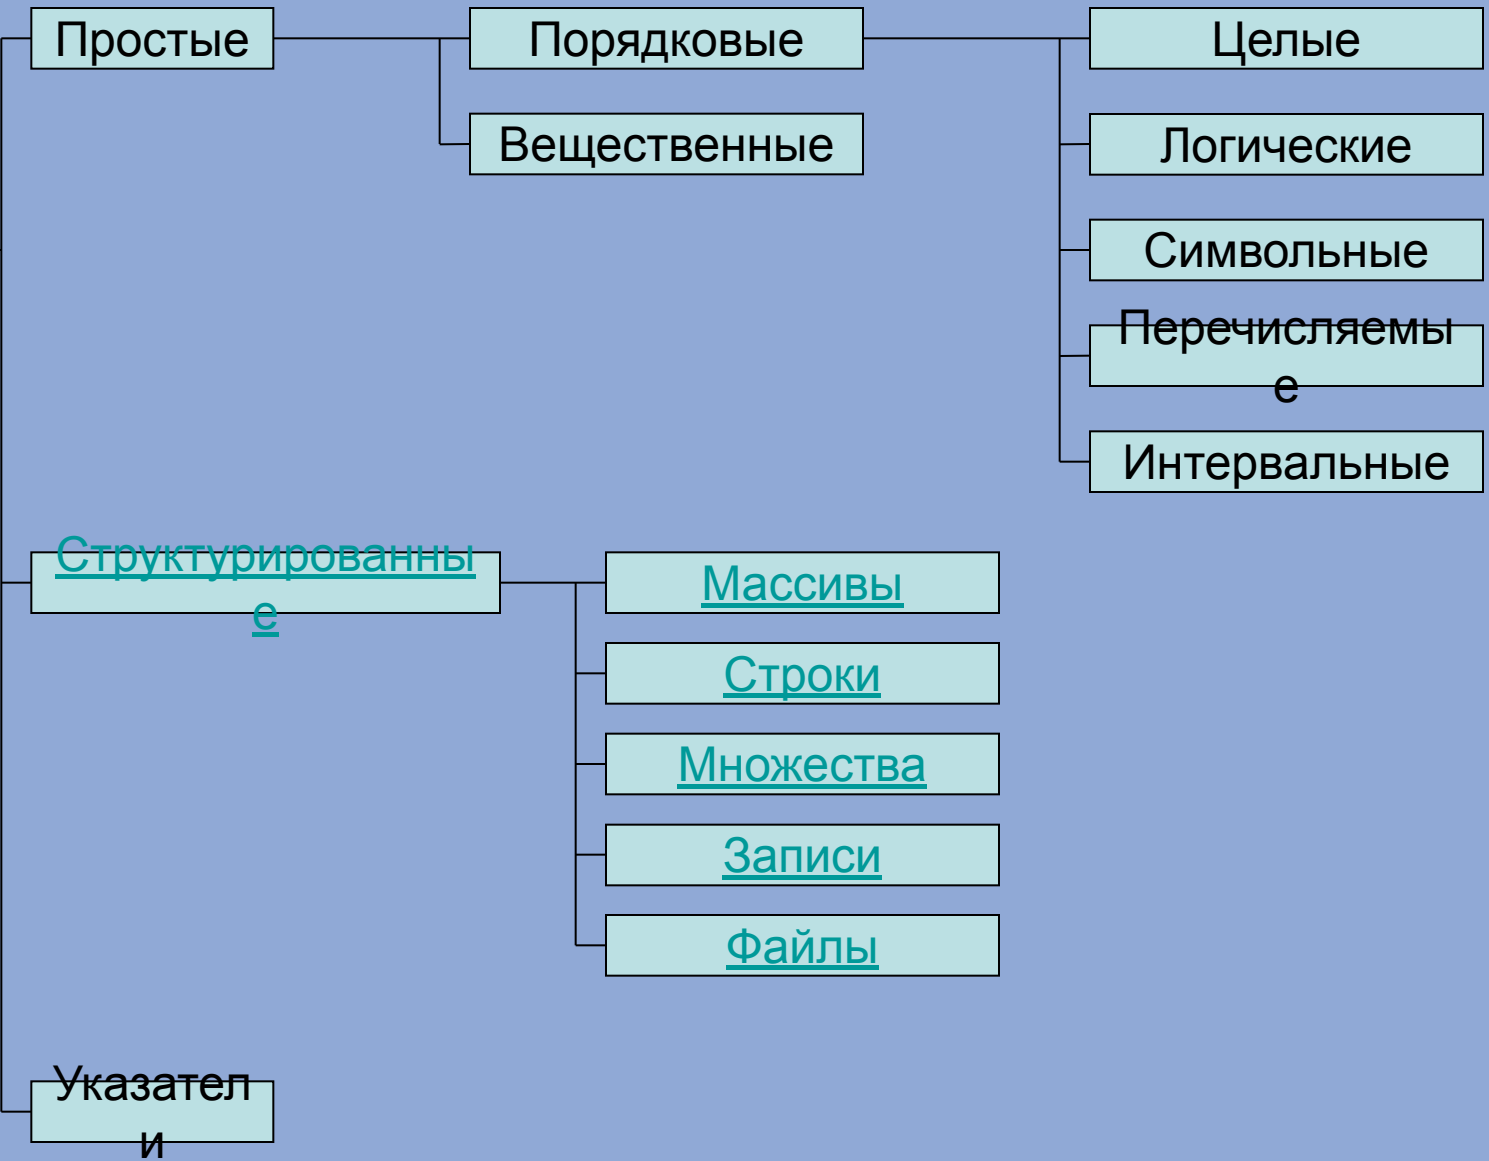 Простые
Порядковые
Целые
Вещественные
Логические
Символьные
Перечисляемы
е
Интервальные
Структурированны
е
Массивы
Строки
Множества
Записи
Файлы
Указател
и